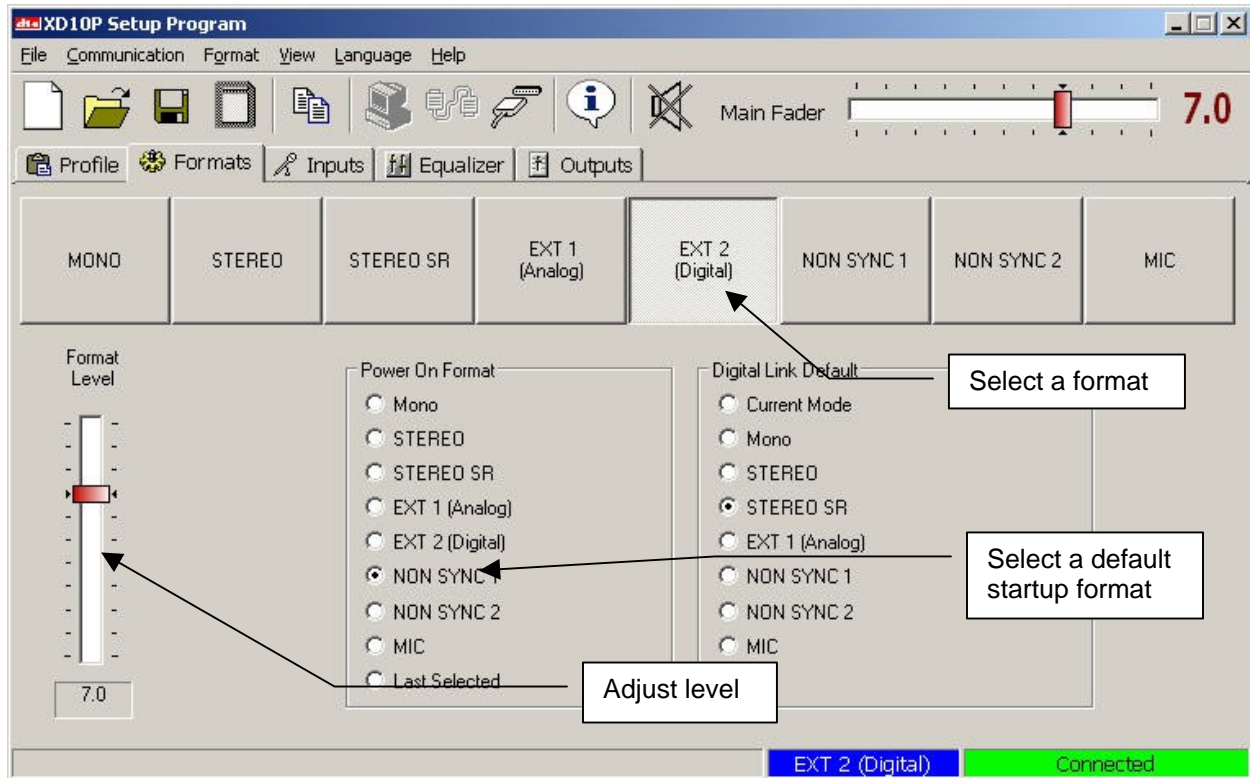 dts XD10P Setup Program
File Communication Format View Language Help
Main Fader 7.0
Profile Formats Inputs Equalizer Outputs
MONO
STEREO
STEREO SR
EXT 1
(Analog)
EXT 2
(Digital)
NON SYNC 1
NON SYNC 2
MIC
Format
Level
7.0
Power On Format
Mono
STEREO
STEREO SR
EXT 1 (Analog)
EXT 2 (Digital)
NON SYNC 1
NON SYNC 2
MIC
Last Selected
Digital Link Default
Current Mode
Mono
STEREO
STEREO SR
EXT 1 (Analog)
NON SYNC 1
NON SYNC 2
MIC
Select a format
Select a default
startup format
Adjust level
EXT 2 (Digital)
Connected